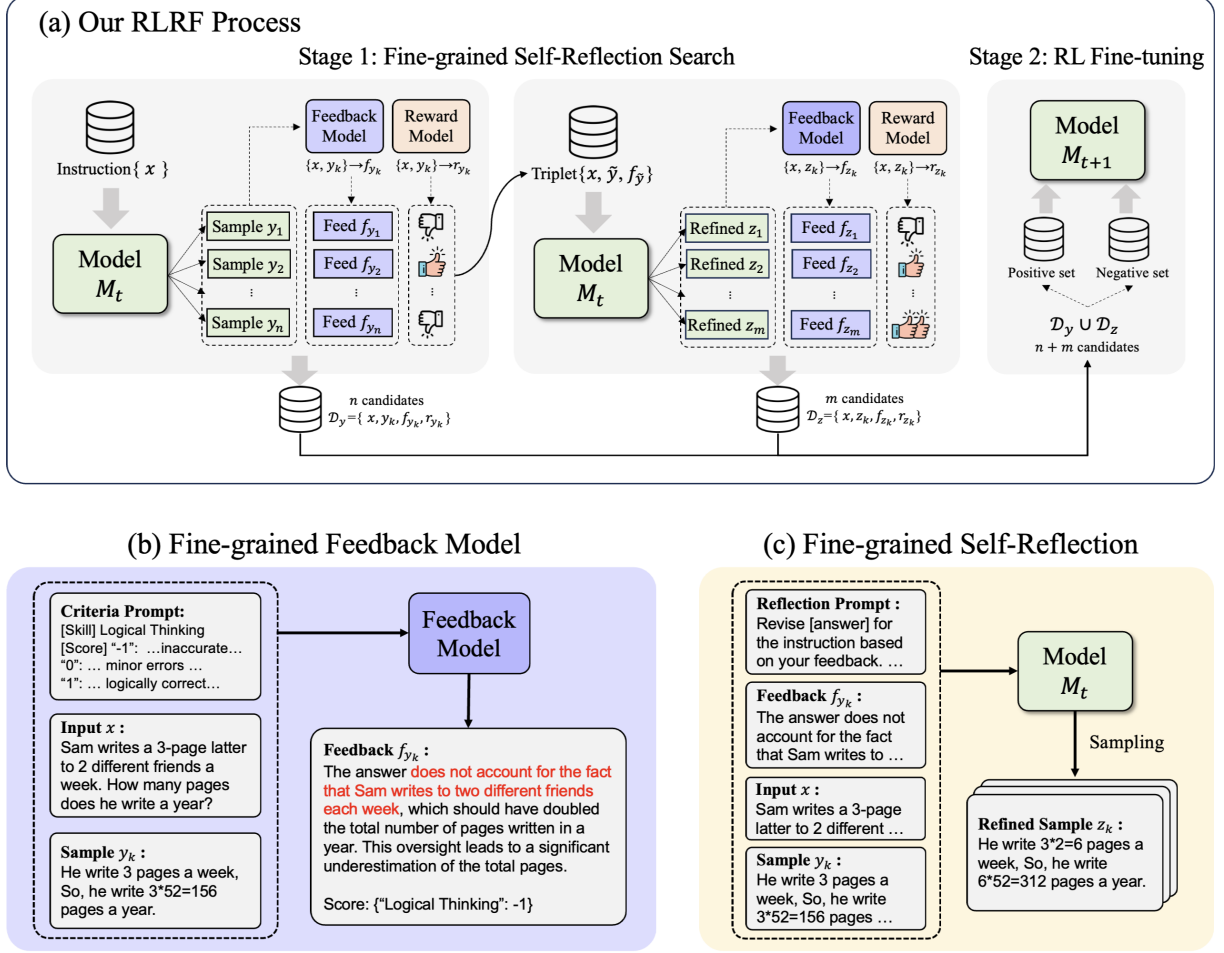 (a) Our RLRF Process
Stage 1: Fine-grained Self-Reflection Search
Stage 2: RL Fine-tuning
Instruction{ x }
Model
M_t
Feedback
Model
Reward
Model
{x, y_k}→f_{y_k}
{x, y_k}→r_{y_k}
Sample y_1
Sample y_2
⋮
Sample y_n
Feed f_{y_1}
Feed f_{y_2}
⋮
Feed f_{y_n}
⋮
n candidates
𝒟_y={ x, y_k, f_{y_k}, r_{y_k}}
Triplet{x, ỹ, f_ỹ}
Model
M_t
Feedback
Model
Reward
Model
{x, z_k}→f_{z_k}
{x, z_k}→r_{z_k}
Refined z_1
Refined z_2
⋮
Refined z_m
Feed f_{z_1}
Feed f_{z_2}
⋮
Feed f_{z_m}
⋮
m candidates
𝒟_z={ x, z_k, f_{z_k}, r_{z_k}}
Model
M_{t+1}
Positive set
Negative set
𝒟_y ∪ 𝒟_z
n + m candidates
(b) Fine-grained Feedback Model
Criteria Prompt:
[Skill] Logical Thinking
[Score] “-1”: …inaccurate…
“0”: … minor errors …
“1”: … logically correct…
Input x :
Sam writes a 3-page latter
to 2 different friends a
week. How many pages
does he write a year?
Sample y_k :
He write 3 pages a week,
So, he write 3*52=156
pages a year.
Feedback
Model
Feedback f_{y_k} :
The answer does not account for the fact
that Sam writes to two different friends
each week, which should have doubled
the total number of pages written in a
year. This oversight leads to a significant
underestimation of the total pages.
Score: {“Logical Thinking”: -1}
(c) Fine-grained Self-Reflection
Reflection Prompt :
Revise [answer] for
the instruction based
on your feedback. …
Feedback f_{y_k} :
The answer does not
account for the fact
that Sam writes to …
Input x :
Sam writes a 3-page
latter to 2 different …
Sample y_k :
He write 3 pages a
week, So, he write
3*52=156 pages …
Model
M_t
Sampling
Refined Sample z_k :
He write 3*2=6 pages a
week, So, he write
6*52=312 pages a year.